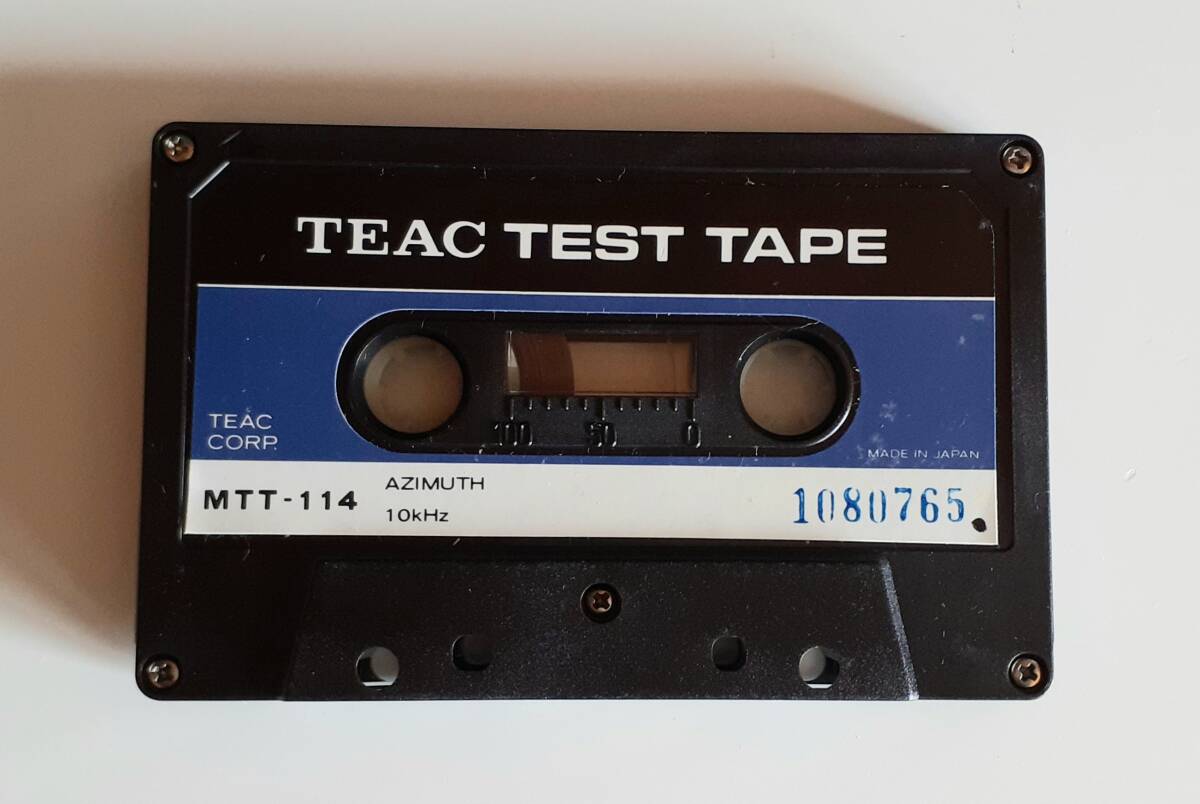 TEAC TEST TAPE
TEAC
CORP.
100 50 0
MADE IN JAPAN
MTT-114
AZIMUTH
10kHz
1080765.